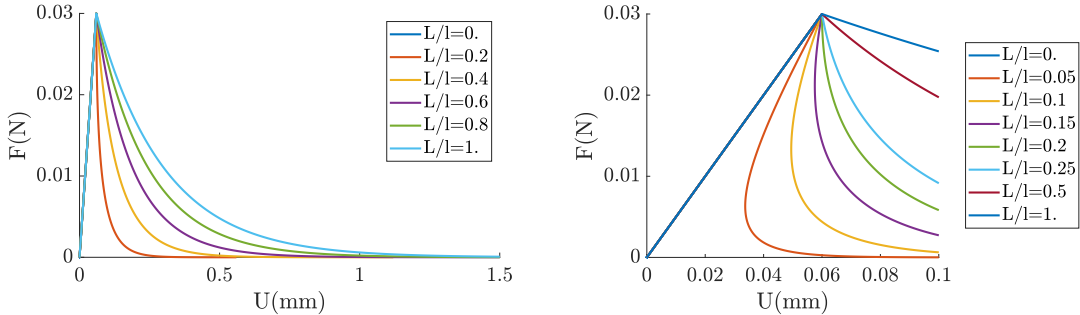 0.03
0.02
0.01
0
F(N)
0
0.5
1
1.5
U(mm)
L/l=0.
L/l=0.2
L/l=0.4
L/l=0.6
L/l=0.8
L/l=1.
0.03
0.02
0.01
0
F(N)
0
0.02
0.04
0.06
0.08
0.1
U(mm)
L/l=0.
L/l=0.05
L/l=0.1
L/l=0.15
L/l=0.2
L/l=0.25
L/l=0.5
L/l=1.